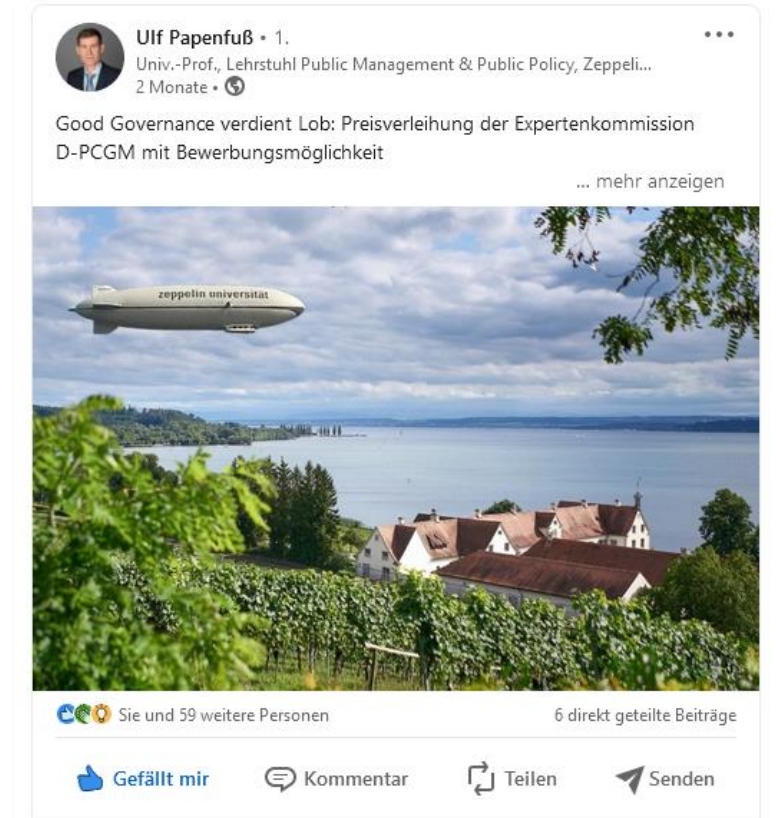 Ulf Papenfuß • 1.
Univ.-Prof., Lehrstuhl Public Management & Public Policy, Zeppeli...
2 Monate •
Good Governance verdient Lob: Preisverleihung der Expertenkommission
D-PCGM mit Bewerbungsmöglichkeit
... mehr anzeigen
zeppelin universität
Sie und 59 weitere Personen 6 direkt geteilte Beiträge
Gefällt mir Kommentar Teilen Senden